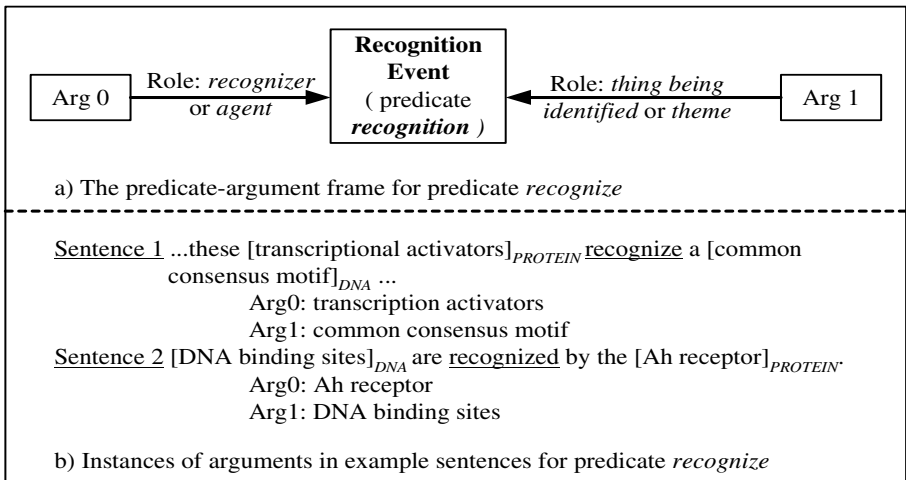 Arg 0
Role: recognizer
or agent
Recognition
Event
( predicate
recognition )
Role: thing being
identified or theme
Arg 1
a) The predicate-argument frame for predicate recognize
Sentence 1 ...these [transcriptional activators]PROTEIN recognize a [common
consensus motif]DNA ...
Arg0: transcription activators
Arg1: common consensus motif
Sentence 2 [DNA binding sites]DNA are recognized by the [Ah receptor]PROTEIN.
Arg0: Ah receptor
Arg1: DNA binding sites
b) Instances of arguments in example sentences for predicate recognize